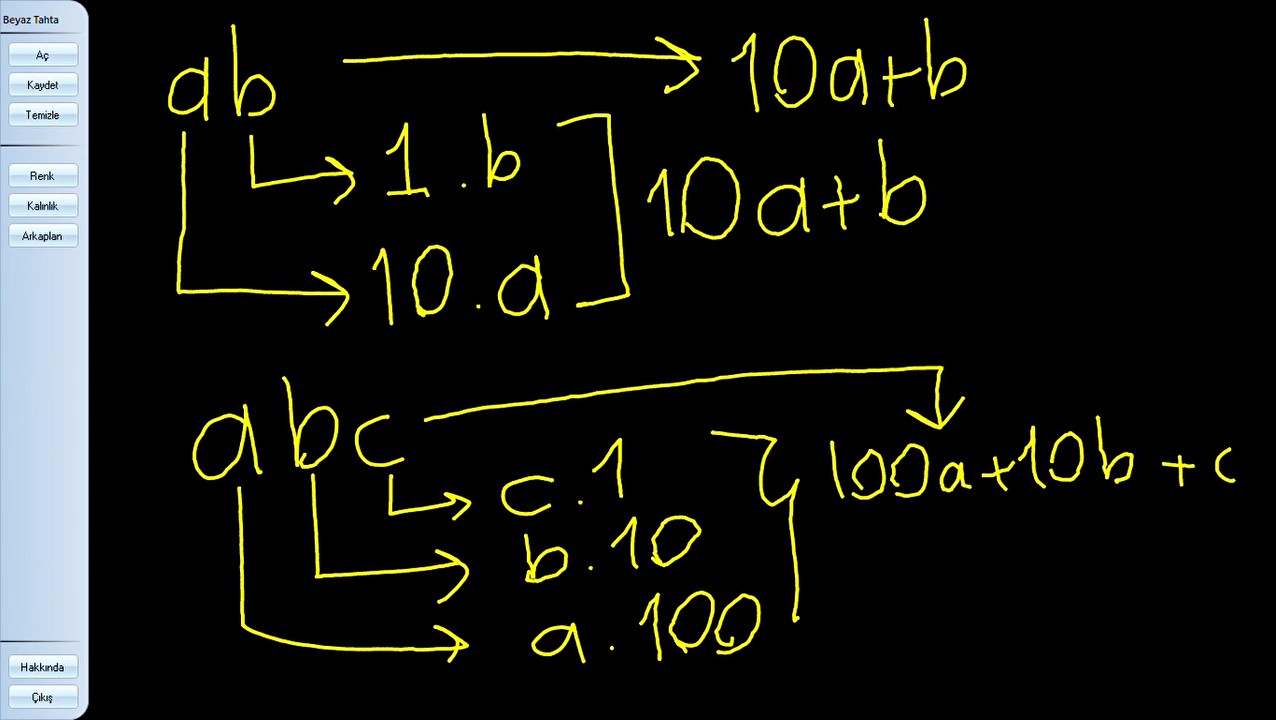 Beyaz Tahta
Aç
Kaydet
Temizle
Renk
Kalınlık
Arkaplan
Hakkında
Çıkış
ab → 10a+b
1.b
10.a
10a+b
abc
c.1
b.10
a.100
100a+10b+c